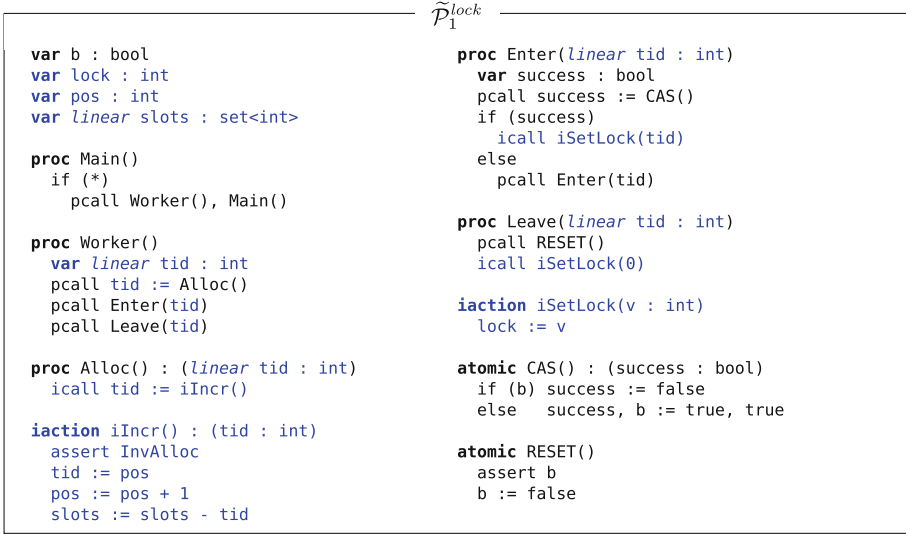 P̃₁ˡᵒᶜᵏ
var b : bool
var lock : int
var pos : int
var linear slots : set<int>
proc Main()
if (*)
pcall Worker(), Main()
proc Worker()
var linear tid : int
pcall tid := Alloc()
pcall Enter(tid)
pcall Leave(tid)
proc Alloc() : (linear tid : int)
icall tid := iIncr()
iaction iIncr() : (tid : int)
assert InvAlloc
tid := pos
pos := pos + 1
slots := slots - tid
proc Enter(linear tid : int)
var success : bool
pcall success := CAS()
if (success)
icall iSetLock(tid)
else
pcall Enter(tid)
proc Leave(linear tid : int)
pcall RESET()
icall iSetLock(0)
iaction iSetLock(v : int)
lock := v
atomic CAS() : (success : bool)
if (b) success := false
else   success, b := true, true
atomic RESET()
assert b
b := false